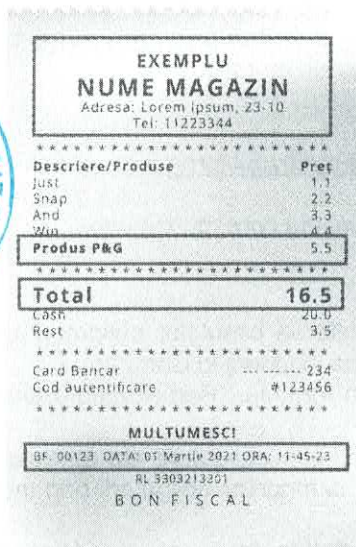 EXEMPLU
NUME MAGAZIN
Adresa: Lorem Ipsum, 23-10
Tel: 11223344
* * * * * * * * * * * * * * * * * * * * * * * *
Descriere/Produse Preț
Just 1.1
Snap 2.2
And 3.3
Win 4.4
Produs P&G 5.5
* * * * * * * * * * * * * * * * * * * * * * * *
Total 16.5
Cash 20.0
Rest 3.5
* * * * * * * * * * * * * * * * * * * * * * * *
Card Bancar --- ------ 234
Cod autentificare #123456
* * * * * * * * * * * * * * * * * * * * * * * *
MULTUMESC!
BF. 00123 DATA: 01 Martie 2021 ORA: 11-45-23
RL 3303213301
BON FISCAL